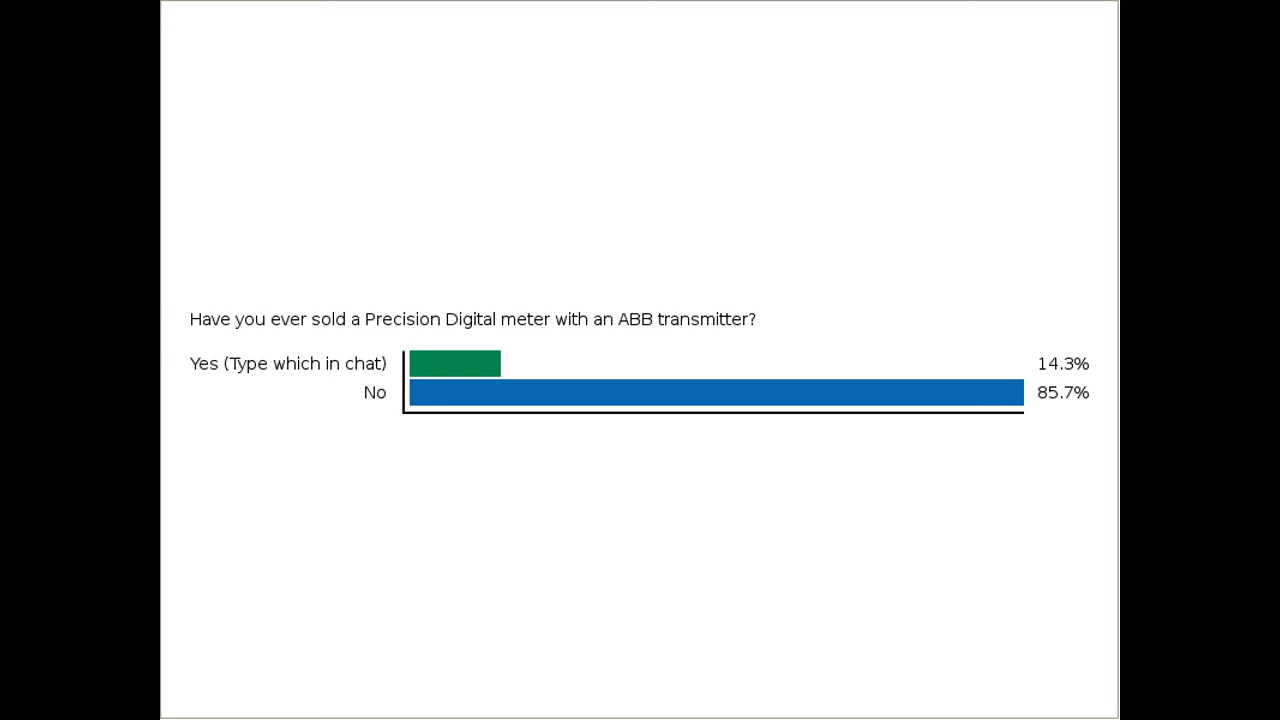 Have you ever sold a Precision Digital meter with an ABB transmitter?
Yes (Type which in chat) 14.3%
No 85.7%